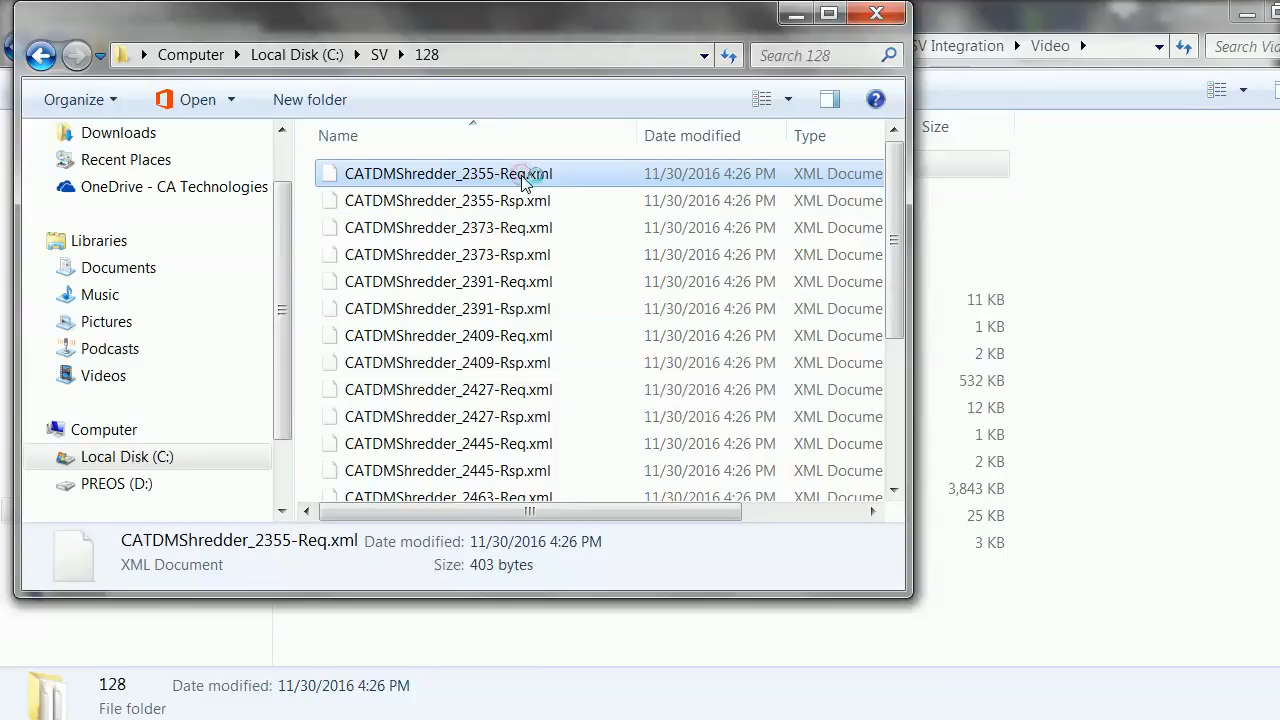 Computer Local Disk (C:) SV 128
Search 128
SV Integration Video
Organize Open New folder
Name Date modified Type
Size
Downloads
Recent Places
OneDrive - CA Technologies
Libraries
Documents
Music
Pictures
Podcasts
Videos
Computer
Local Disk (C:)
PREOS (D:)
CATDMShredder_2355-Req.xml 11/30/2016 4:26 PM XML Docume
CATDMShredder_2355-Rsp.xml 11/30/2016 4:26 PM XML Docume
CATDMShredder_2373-Req.xml 11/30/2016 4:26 PM XML Docume
CATDMShredder_2373-Rsp.xml 11/30/2016 4:26 PM XML Docume
CATDMShredder_2391-Req.xml 11/30/2016 4:26 PM XML Docume
CATDMShredder_2391-Rsp.xml 11/30/2016 4:26 PM XML Docume
CATDMShredder_2409-Req.xml 11/30/2016 4:26 PM XML Docume
CATDMShredder_2409-Rsp.xml 11/30/2016 4:26 PM XML Docume
CATDMShredder_2427-Req.xml 11/30/2016 4:26 PM XML Docume
CATDMShredder_2427-Rsp.xml 11/30/2016 4:26 PM XML Docume
CATDMShredder_2445-Req.xml 11/30/2016 4:26 PM XML Docume
CATDMShredder_2445-Rsp.xml 11/30/2016 4:26 PM XML Docume
CATDMShredder_2463-Req.xml 11/30/2016 4:26 PM XML Docume
11 KB
1 KB
2 KB
532 KB
12 KB
1 KB
2 KB
3,843 KB
25 KB
3 KB
CATDMShredder_2355-Req.xml Date modified: 11/30/2016 4:26 PM
XML Document Size: 403 bytes
128 Date modified: 11/30/2016 4:26 PM
File folder